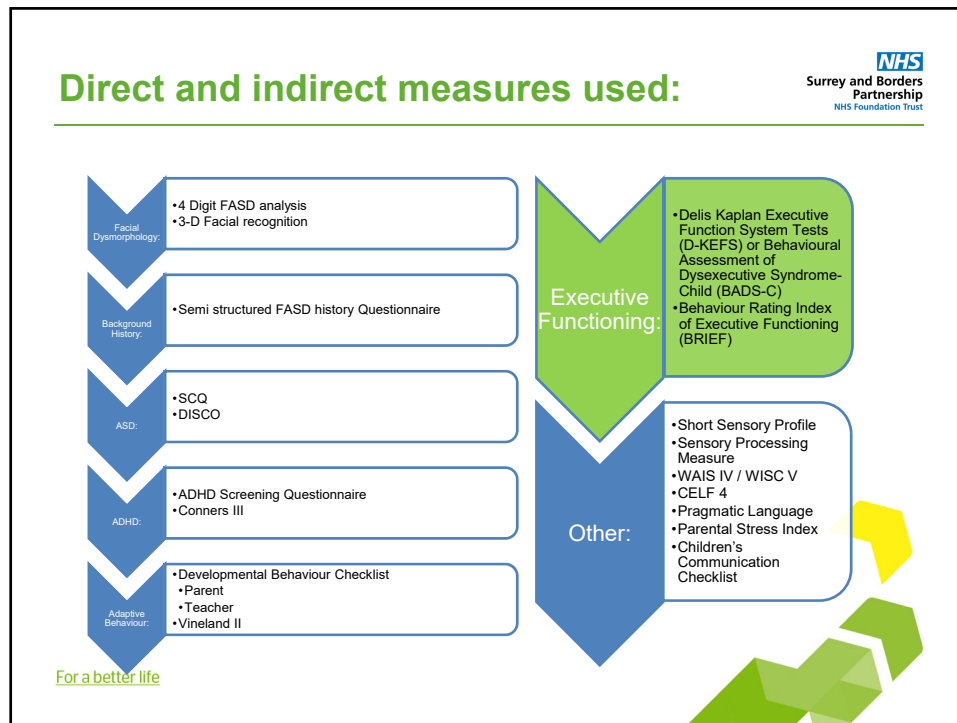 Direct and indirect measures used:
NHS
Surrey and Borders
Partnership
NHS Foundation Trust
Facial
Dysmorphology:
•4 Digit FASD analysis
•3-D Facial recognition
Background
History:
•Semi structured FASD history Questionnaire
ASD:
•SCQ
•DISCO
ADHD:
•ADHD Screening Questionnaire
•Conners III
Adaptive
Behaviour:
•Developmental Behaviour Checklist
•Parent
•Teacher
•Vineland II
Executive
Functioning:
•Delis Kaplan Executive
Function System Tests
(D-KEFS) or Behavioural
Assessment of
Dysexecutive Syndrome-
Child (BADS-C)
•Behaviour Rating Index
of Executive Functioning
(BRIEF)
Other:
•Short Sensory Profile
•Sensory Processing
Measure
•WAIS IV / WISC V
•CELF 4
•Pragmatic Language
•Parental Stress Index
•Children's
Communication
Checklist
For a better life